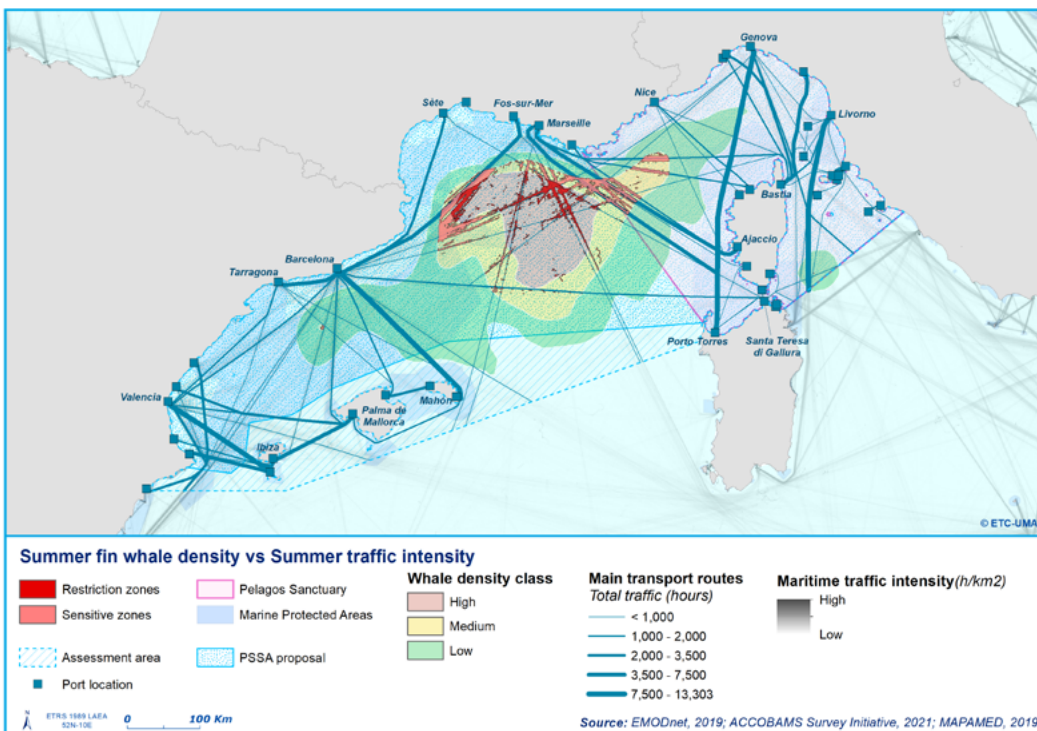 Genova
Nice
Sète
Fos-sur-Mer
Marseille
Livorno
Bastia
Ajaccio
Barcelona
Tarragona
Porto Torres
Santa Teresa
di Gallura
Valencia
Mahón
Palma de
Mallorca
Ibiza
© ETC-UMA
Summer fin whale density vs Summer traffic intensity
Restriction zones
Sensitive zones
Assessment area
Port location
Pelagos Sanctuary
Marine Protected Areas
PSSA proposal
Whale density class
High
Medium
Low
Main transport routes
Total traffic (hours)
< 1,000
1,000 - 2,000
2,000 - 3,500
3,500 - 7,500
7,500 - 13,303
Maritime traffic intensity(h/km2)
High
Low
N
ETRS 1989 LAEA
52N-10E
0 100 Km
Source: EMODnet, 2019; ACCOBAMS Survey Initiative, 2021; MAPAMED, 2019